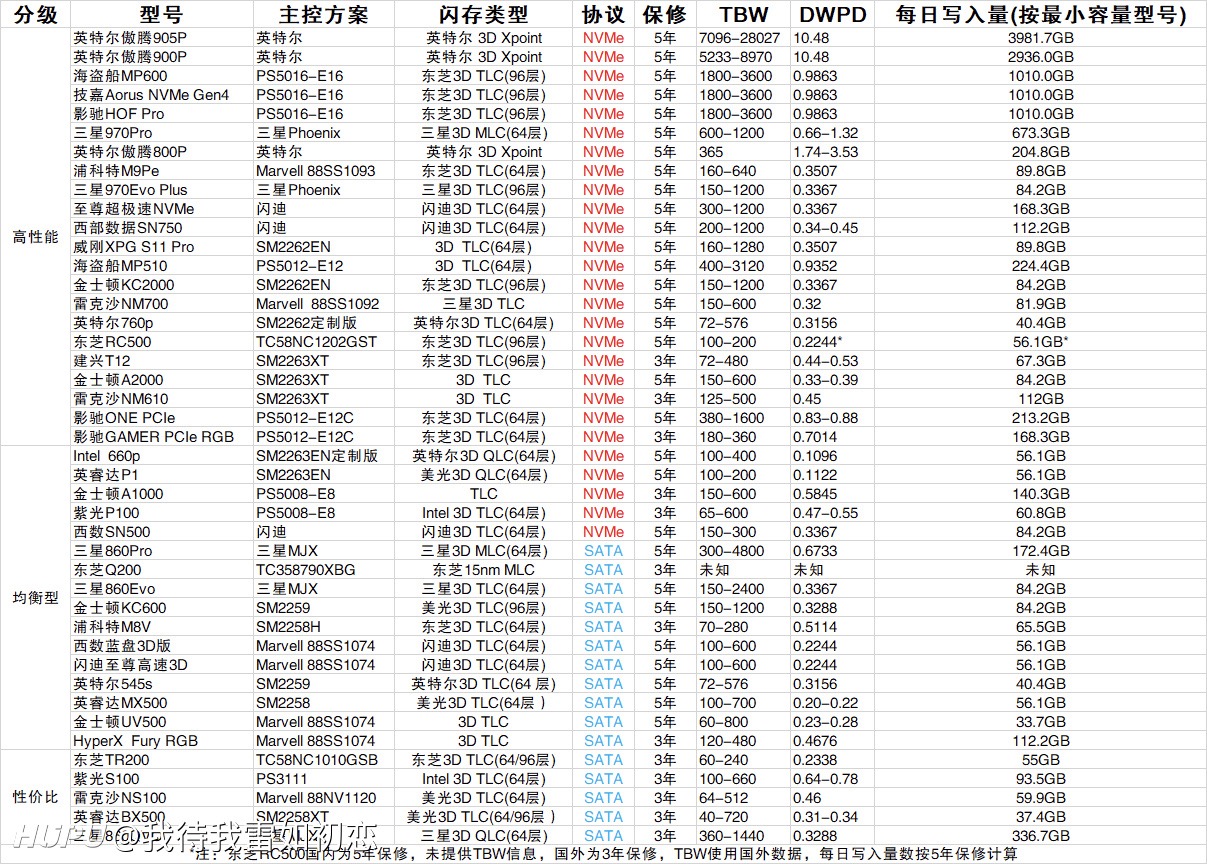 分级 型号 主控方案 闪存类型 协议 保修 TBW DWPD 每日写入量(按最小容量型号)
英特尔傲腾905P 英特尔 英特尔 3D Xpoint NVMe 5年 7096-28027 10.48 3981.7GB
英特尔傲腾900P 英特尔 英特尔 3D Xpoint NVMe 5年 5233-8970 10.48 2936.0GB
海盗船MP600 PS5016-E16 东芝3D TLC(96层) NVMe 5年 1800-3600 0.9863 1010.0GB
技嘉Aorus NVMe Gen4 PS5016-E16 东芝3D TLC(96层) NVMe 5年 1800-3600 0.9863 1010.0GB
影驰HOF Pro PS5016-E16 东芝3D TLC(96层) NVMe 5年 1800-3600 0.9863 1010.0GB
三星970Pro 三星Phoenix 三星3D MLC(64层) NVMe 5年 600-1200 0.66-1.32 673.3GB
英特尔傲腾800P 英特尔 英特尔 3D Xpoint NVMe 5年 365 1.74-3.53 204.8GB
浦科特M9Pe Marvell 88SS1093 东芝3D TLC(64层) NVMe 5年 160-640 0.3507 89.8GB
三星970Evo Plus 三星Phoenix 三星3D TLC(96层) NVMe 5年 150-1200 0.3367 84.2GB
至尊超极速NVMe 闪迪 闪迪3D TLC(64层) NVMe 5年 300-1200 0.3367 168.3GB
西部数据SN750 闪迪 闪迪3D TLC(64层) NVMe 5年 200-1200 0.34-0.45 112.2GB
高性能 威刚XPG S11 Pro SM2262EN 3D TLC(64层) NVMe 5年 160-1280 0.3507 89.8GB
海盗船MP510 PS5012-E12 3D TLC(64层) NVMe 5年 400-3120 0.9352 224.4GB
金士顿KC2000 SM2262EN 东芝3D TLC(96层) NVMe 5年 150-1200 0.3367 84.2GB
雷克沙NM700 Marvell 88SS1092 三星3D TLC NVMe 5年 150-600 0.32 81.9GB
英特尔760p SM2262定制版 英特尔3D TLC(64层) NVMe 5年 72-576 0.3156 40.4GB
东芝RC500 TC58NC1202GST 东芝3D TLC(96层) NVMe 5年 100-200 0.2244* 56.1GB*
建兴T12 SM2263XT 东芝3D TLC(96层) NVMe 3年 72-480 0.44-0.53 67.3GB
金士顿A2000 SM2263XT 3D TLC NVMe 5年 150-600 0.33-0.39 84.2GB
雷克沙NM610 SM2263XT 3D TLC NVMe 3年 125-500 0.45 112GB
影驰ONE PCIe PS5012-E12C 东芝3D TLC(64层) NVMe 5年 380-1600 0.83-0.88 213.2GB
影驰GAMER PCIe RGB PS5012-E12C 东芝3D TLC(64层) NVMe 3年 180-360 0.7014 168.3GB
Intel 660p SM2263EN定制版 英特尔3D QLC(64层) NVMe 5年 100-400 0.1096 56.1GB
英睿达P1 SM2263EN 美光3D QLC(64层) NVMe 5年 100-200 0.1122 56.1GB
金士顿A1000 PS5008-E8 TLC NVMe 3年 150-600 0.5845 140.3GB
紫光P100 PS5008-E8 Intel 3D TLC(64层) NVMe 3年 65-600 0.47-0.55 60.8GB
西数SN500 闪迪 闪迪3D TLC(64层) NVMe 5年 150-300 0.3367 84.2GB
三星860Pro 三星MJX 三星3D MLC(64层) SATA 5年 300-4800 0.6733 172.4GB
东芝Q200 TC358790XBG 东芝15nm MLC SATA 3年 未知 未知 未知
三星860Evo 三星MJX 三星3D TLC(64层) SATA 5年 150-2400 0.3367 84.2GB
均衡型 金士顿KC600 SM2259 美光3D TLC(96层) SATA 5年 150-1200 0.3288 84.2GB
浦科特M8V SM2258H 东芝3D TLC(64层) SATA 3年 70-280 0.5114 65.5GB
西数蓝盘3D版 Marvell 88SS1074 闪迪3D TLC(64层) SATA 5年 100-600 0.2244 56.1GB
闪迪至尊高速3D Marvell 88SS1074 闪迪3D TLC(64层) SATA 5年 100-600 0.2244 56.1GB
英特尔545s SM2259 英特尔3D TLC(64 层) SATA 5年 72-576 0.3156 40.4GB
英睿达MX500 SM2258 美光3D TLC(64层 ) SATA 5年 100-700 0.20-0.22 56.1GB
金士顿UV500 Marvell 88SS1074 3D TLC SATA 5年 60-800 0.23-0.28 33.7GB
HyperX Fury RGB Marvell 88SS1074 3D TLC SATA 3年 120-480 0.4676 112.2GB
东芝TR200 TC58NC1010GSB 东芝3D TLC(64/96层) SATA 3年 60-240 0.2338 55GB
紫光S100 PS3111 Intel 3D TLC(64层) SATA 3年 100-660 0.64-0.78 93.5GB
性价比 雷克沙NS100 Marvell 88NV1120 美光3D TLC(64层) SATA 3年 64-512 0.46 59.9GB
英睿达BX500 SM2258XT 美光3D TLC(64/96层 ) SATA 3年 40-720 0.31-0.34 37.4GB
三星 三星3D QLC(64层) SATA 3年 360-1440 0.3288 336.7GB
HUPU @我待我霜如初恋
注：东芝RC500国内为5年保修，未提供TBW信息，国外为3年保修，TBW使用国外数据，每日写入量数按5年保修计算